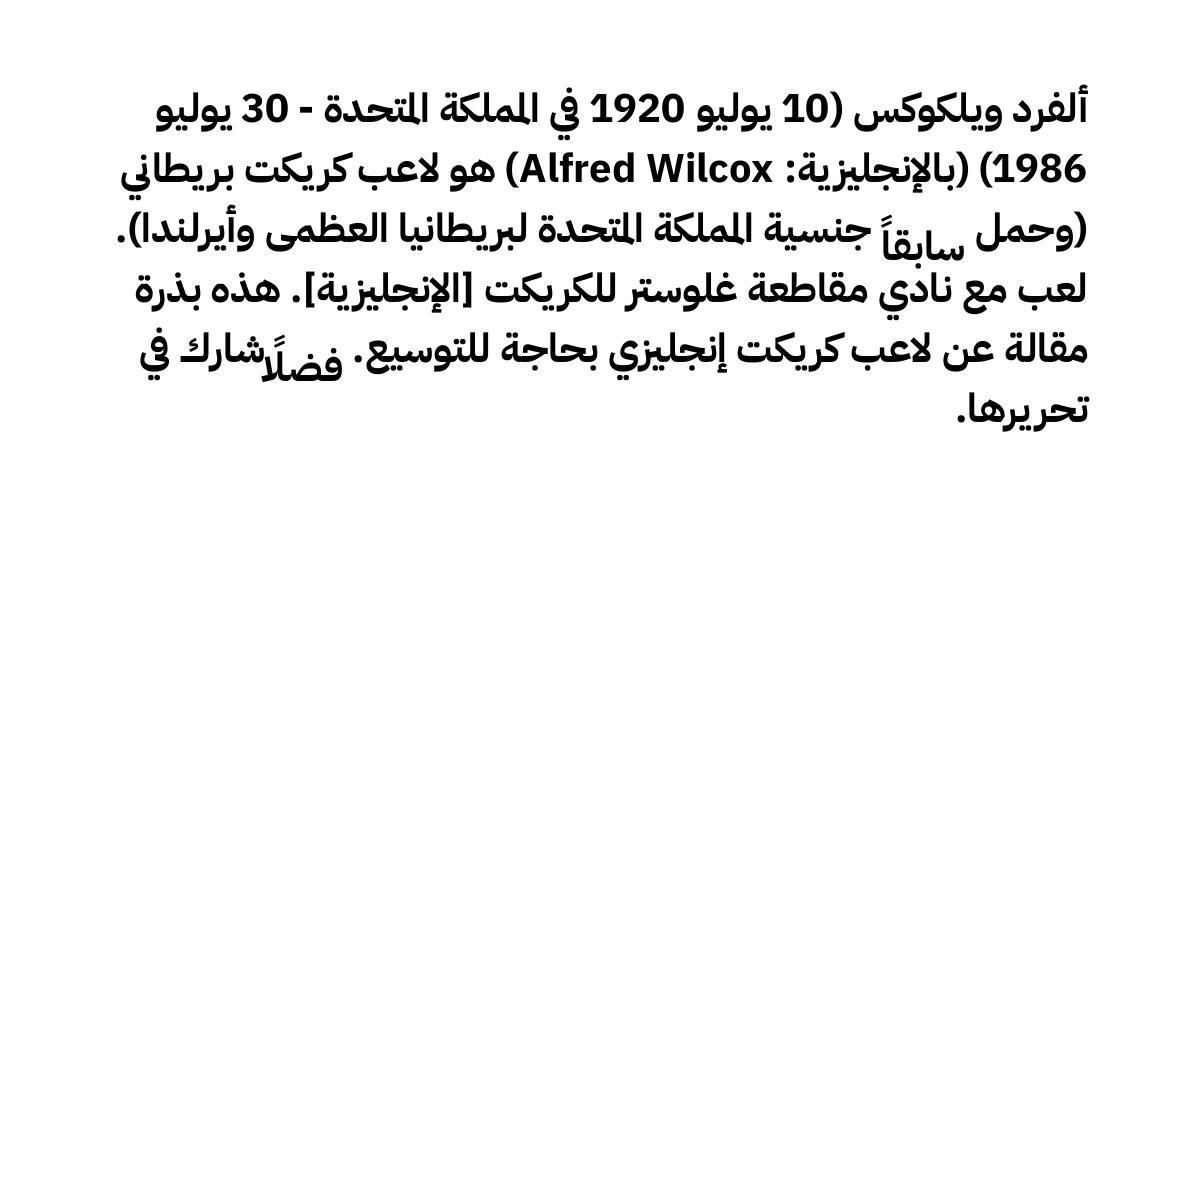 ألفرد ويلكوكس (10 يوليو 1920 في المملكة المتحدة - 30 يوليو
1986) (بالإنجليزية: Alfred Wilcox) هو لاعب كريكت بريطاني
(وحمل سابقاً جنسية المملكة المتحدة لبريطانيا العظمى وأيرلندا).
لعب مع نادي مقاطعة غلوستر للكريكت [الإنجليزية]. هذه بذرة
مقالة عن لاعب كريكت إنجليزي بحاجة للتوسيع. فضلًا شارك في
تحريرها.